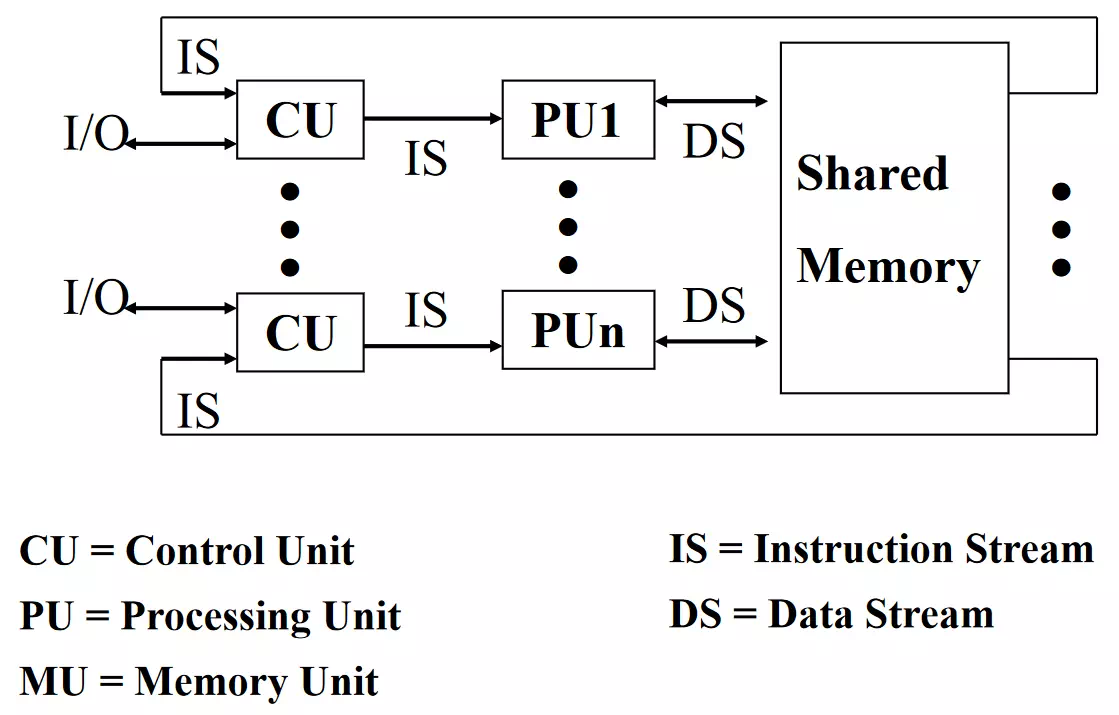 IS
I/O CU IS PU1 DS
Shared
Memory
I/O CU IS PUn DS
IS
CU = Control Unit
IS = Instruction Stream
PU = Processing Unit
DS = Data Stream
MU = Memory Unit